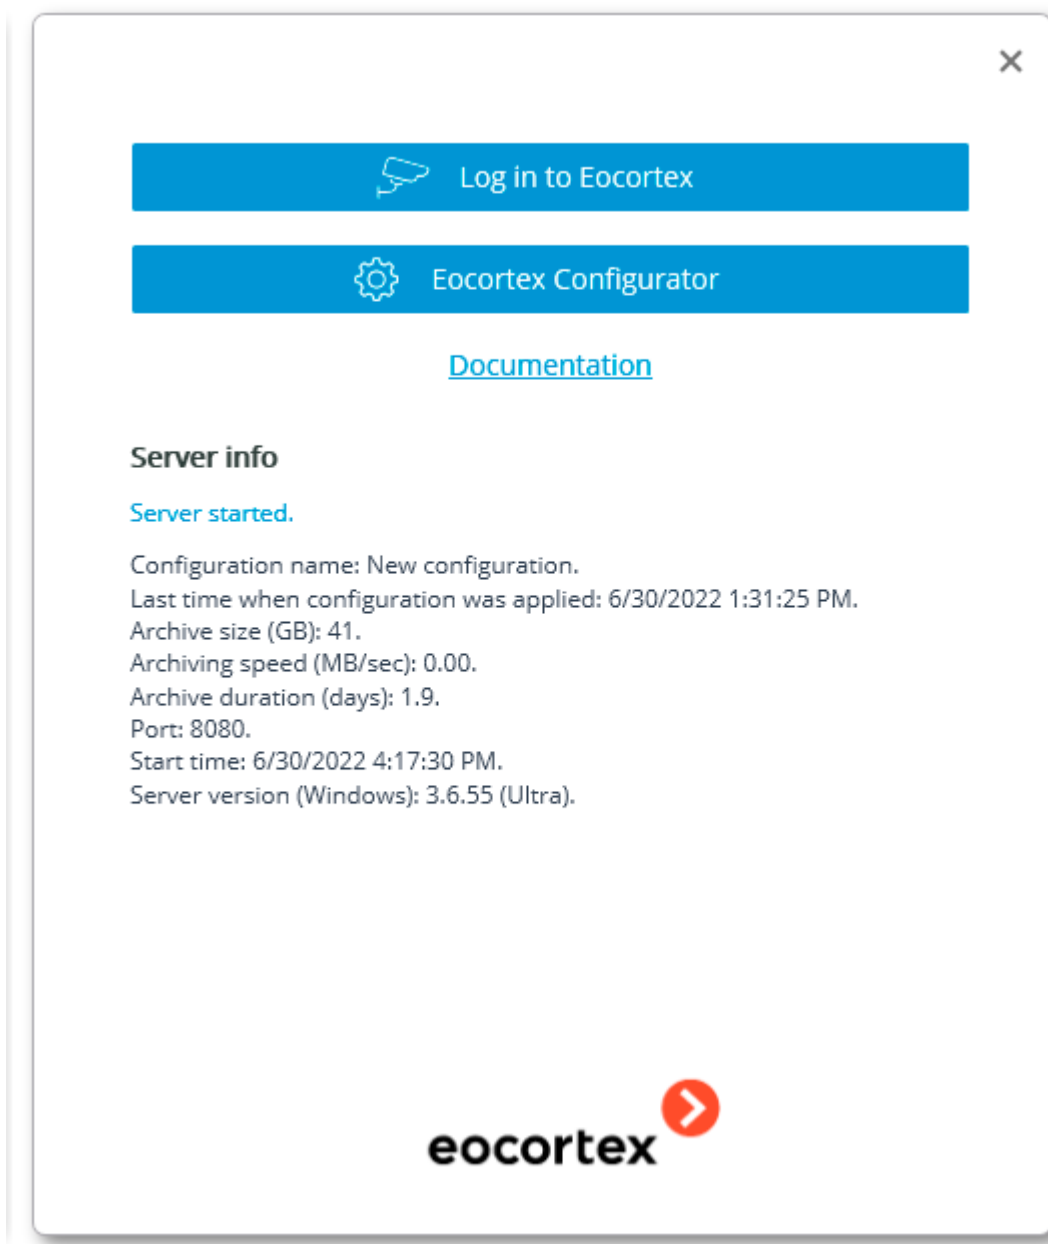 Log in to Eocortex
Eocortex Configurator
Documentation
Server info
Server started.
Configuration name: New configuration.
Last time when configuration was applied: 6/30/2022 1:31:25 PM.
Archive size (GB): 41.
Archiving speed (MB/sec): 0.00.
Archive duration (days): 1.9.
Port: 8080.
Start time: 6/30/2022 4:17:30 PM.
Server version (Windows): 3.6.55 (Ultra).
eocortex